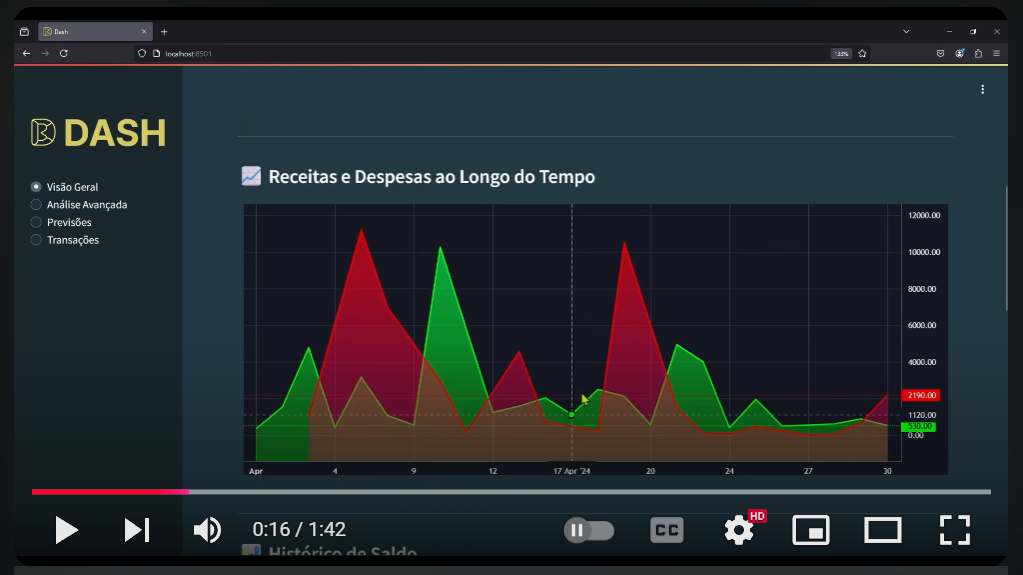 Dash
localhost:8501
133%
DASH
Visão Geral
Análise Avançada
Previsões
Transações
Receitas e Despesas ao Longo do Tempo
12000.00
10000.00
8000.00
6000.00
4000.00
2190.00
1120.00
530.00
0.00
Apr
4
9
12
17 Apr '24
20
24
27
30
0:16 / 1:42
CC
HD
Histórico de Saldo